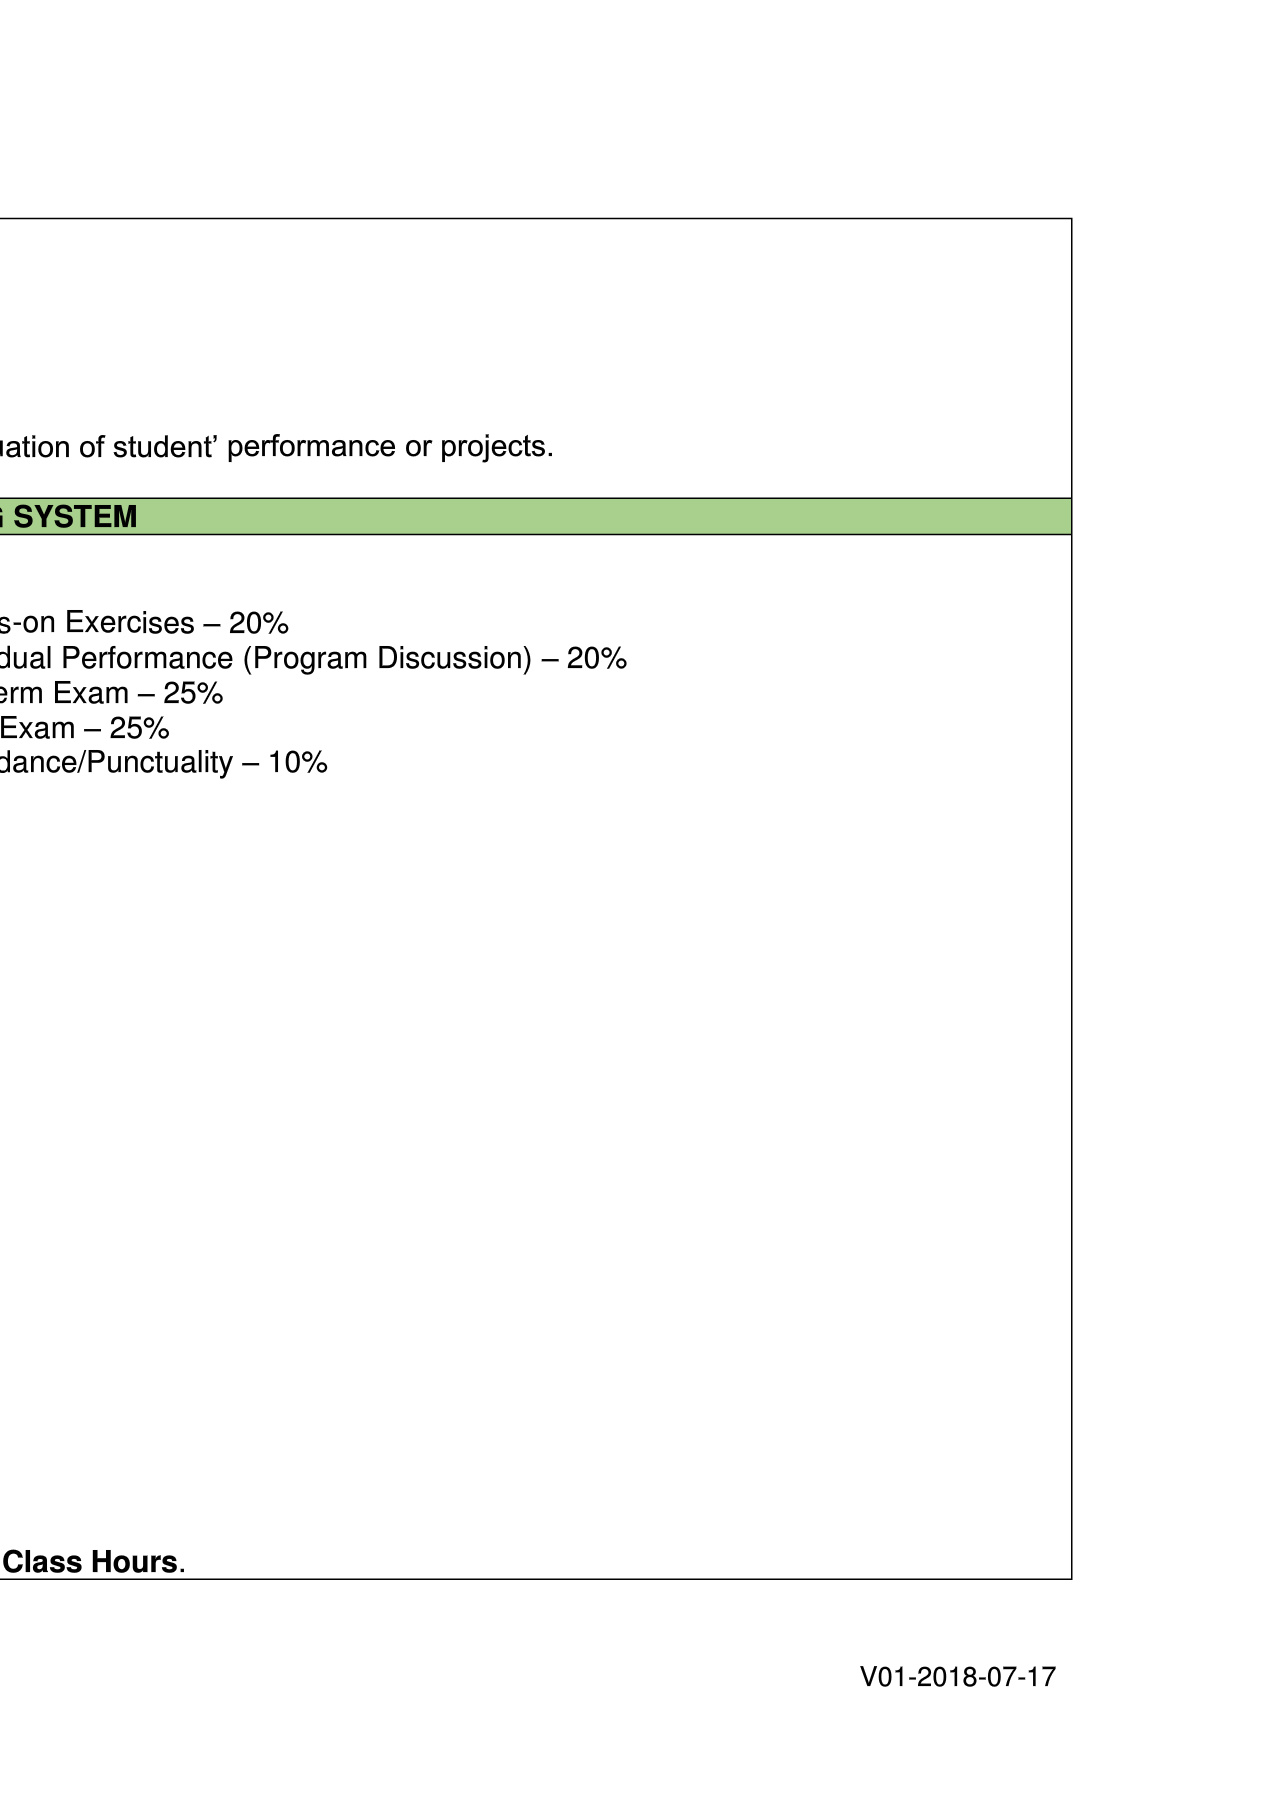 uation of student’ performance or projects.
G SYSTEM
s-on Exercises – 20%
dual Performance (Program Discussion) – 20%
erm Exam – 25%
Exam – 25%
dance/Punctuality – 10%
Class Hours.
V01-2018-07-17